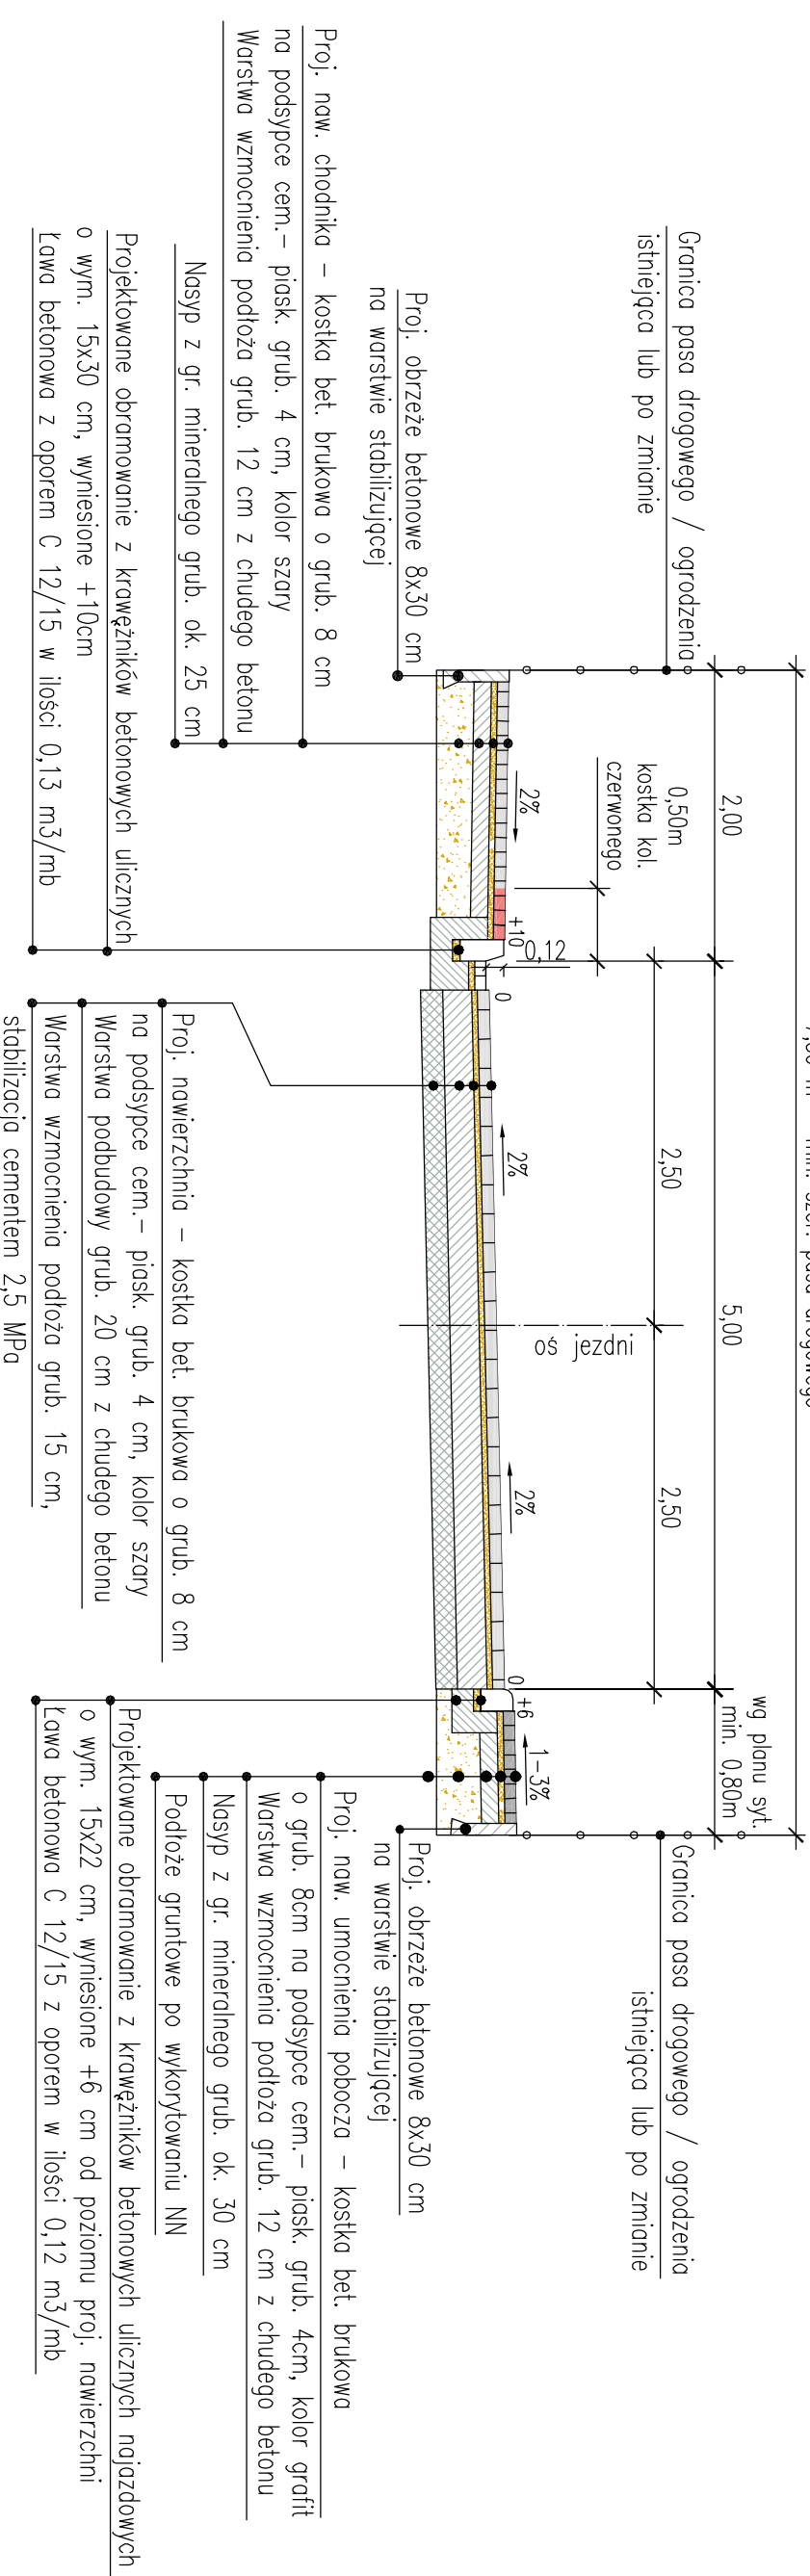 min. szer. pasa drogowego
Granica pasa drogowego / ogrodzenia
istniejąca lub po zmianie
2,00
5,00
wg planu syt.
min. 0,80m
Granica pasa drogowego / ogrodzenia
istniejąca lub po zmianie
0,50m
kostka kol.
czerwonego
2,50
2,50
0,12
oś jezdni
2%
+10
0
2%
2%
0
+6
1-3%
Proj. obrzeże betonowe 8x30 cm
na warstwie stabilizującej
Proj. naw. chodnika – kostka bet. brukowa o grub. 8 cm
na podsypce cem.– piask. grub. 4 cm, kolor szary
Warstwa wzmocnienia podłoża grub. 12 cm z chudego betonu
Nasyp z gr. mineralnego grub. ok. 25 cm
Projektowane obramowanie z krawężników betonowych ulicznych
o wym. 15x30 cm, wyniesione +10cm
Ława betonowa z oporem C 12/15 w ilości 0,13 m3/mb
Proj. nawierzchnia – kostka bet. brukowa o grub. 8 cm
na podsypce cem.– piask. grub. 4 cm, kolor szary
Warstwa podbudowy grub. 20 cm z chudego betonu
Warstwa wzmocnienia podłoża grub. 15 cm,
stabilizacja cementem 2,5 MPa
Proj. obrzeże betonowe 8x30 cm
na warstwie stabilizującej
Proj. naw. umocnienia pobocza – kostka bet. brukowa
o grub. 8cm na podsypce cem.– piask. grub. 4cm, kolor grafit
Warstwa wzmocnienia podłoża grub. 12 cm z chudego betonu
Nasyp z gr. mineralnego grub. ok. 30 cm
Podłoże gruntowe po wykorytowaniu NN
Projektowane obramowanie z krawężników betonowych ulicznych najazdowych
o wym. 15x22 cm, wyniesione +6 cm od poziomu proj. nawierzchni
Ława betonowa C 12/15 z oporem w ilości 0,12 m3/mb